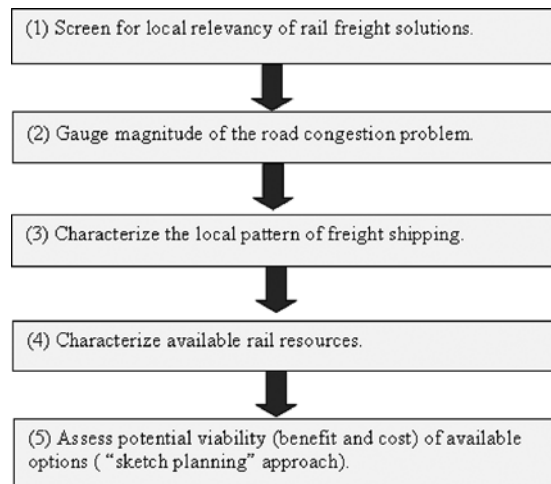 (1) Screen for local relevancy of rail freight solutions.
(2) Gauge magnitude of the road congestion problem.
(3) Characterize the local pattern of freight shipping.
(4) Characterize available rail resources.
(5) Assess potential viability (benefit and cost) of available
options ( “sketch planning” approach).